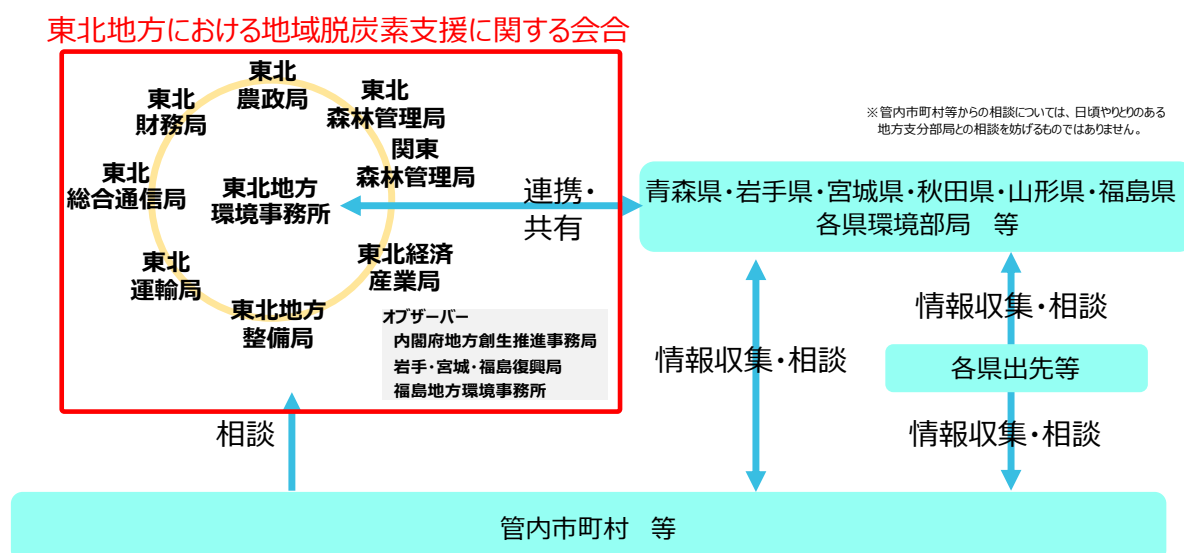 東北地方における地域脱炭素支援に関する会合
東北
農政局
東北
財務局
東北
森林管理局
関東
森林管理局
東北
総合通信局
東北地方
環境事務所
東北
運輸局
東北経済
産業局
東北地方
整備局
オブザーバー
内閣府地方創生推進事務局
岩手・宮城・福島復興局
福島地方環境事務所
連携・
共有
※管内市町村等からの相談については、日頃やりとりのある
地方支分部局との相談を妨げるものではありません。
青森県・岩手県・宮城県・秋田県・山形県・福島県
各県環境部局　等
情報収集・相談
情報収集・相談
各県出先等
情報収集・相談
相談
管内市町村　等